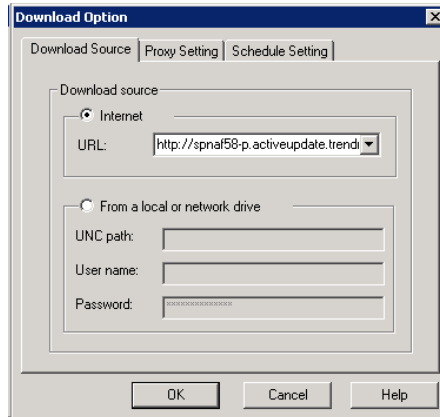 Download Option
Download Source Proxy Setting Schedule Setting
Download source
Internet
URL: http://spnaf58-p.activeupdate.trend
From a local or network drive
UNC path:
User name:
Password: **************
OK Cancel Help